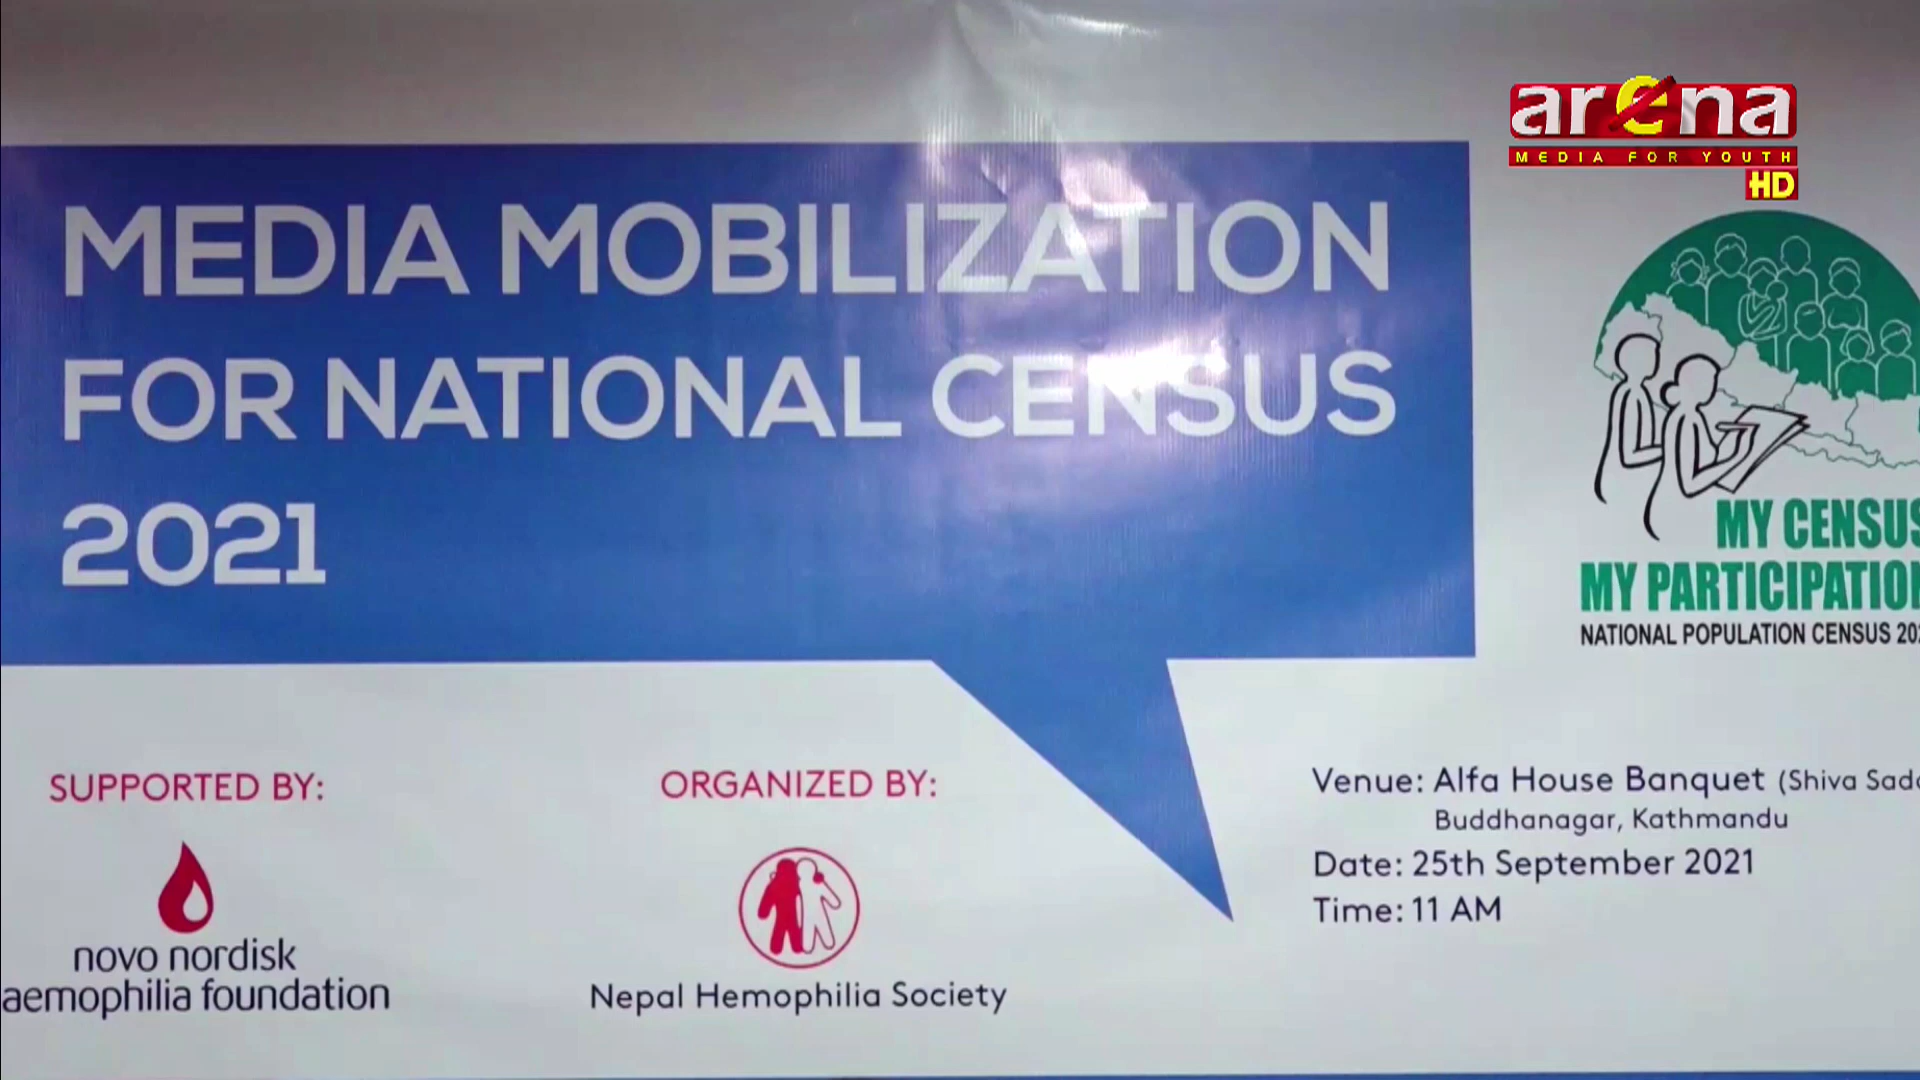 arena
MEDIA FOR YOUTH
HD
MEDIA MOBILIZATION
FOR NATIONAL CENSUS
2021
MY CENSUS
MY PARTICIPATION
NATIONAL POPULATION CENSUS
SUPPORTED BY:
novo nordisk
aemophilia foundation
ORGANIZED BY:
Nepal Hemophilia Society
Venue: Alfa House Banquet (Shiva
Buddhanagar, Kathmandu
Date: 25th September 2021
Time: 11 AM